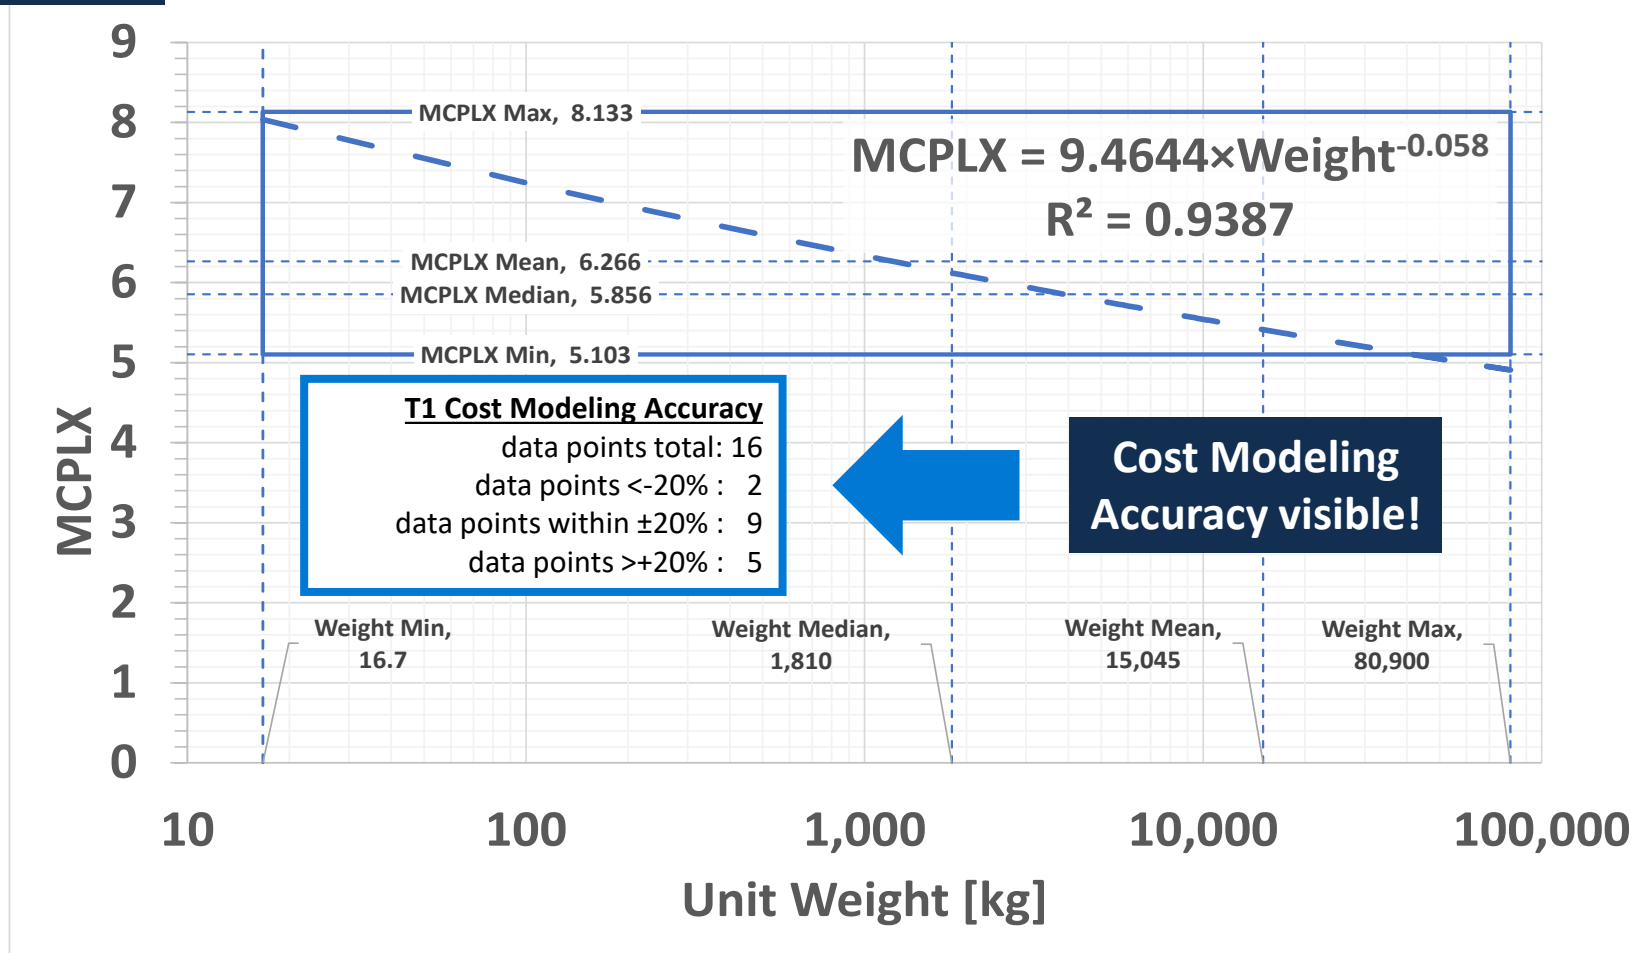 9
8
7
6
5
4
3
2
1
0
MCPLX
MCPLX Max, 8.133
MCPLX = 9.4644×Weight⁻⁰·⁰⁵⁸
R² = 0.9387
MCPLX Mean, 6.266
MCPLX Median, 5.856
MCPLX Min, 5.103
T1 Cost Modeling Accuracy
data points total: 16
data points <-20% : 2
data points within ±20% : 9
data points >+20% : 5
Cost Modeling
Accuracy visible!
Weight Min,
16.7
Weight Median,
1,810
Weight Mean,
15,045
Weight Max,
80,900
10
100
1,000
10,000
100,000
Unit Weight [kg]